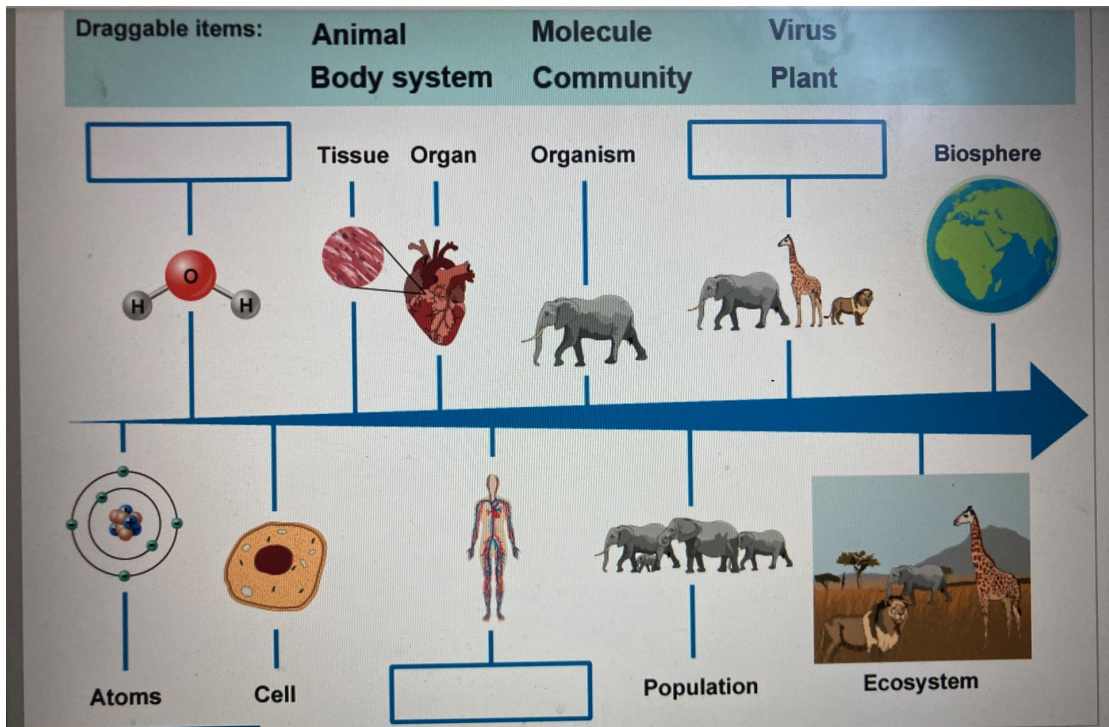 Draggable items: Animal Molecule Virus
Body system Community Plant
Tissue Organ Organism Biosphere
O
H H
Atoms Cell Population Ecosystem